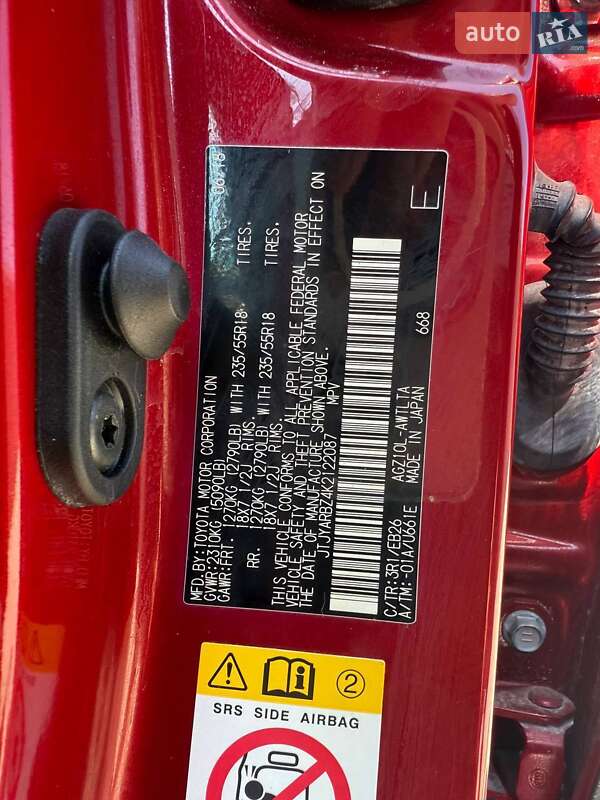 auto RIA .com
MFD.BY:TOYOTA MOTOR CORPORATION 06/18
GVWR:2310KG (5090LB)
GAWR:FRT. 1270KG (2790LB) WITH 235/55R18 TIRES.
18X7 1/2J RIMS.
RR. 1270KG (2790LB) WITH 235/55R18 TIRES.
18X7 1/2J RIMS.
THIS VEHICLE CONFORMS TO ALL APPLICABLE FEDERAL MOTOR
VEHICLE SAFETY AND THEFT PREVENTION STANDARDS IN EFFECT ON
THE DATE OF MANUFACTURE SHOWN ABOVE.
JTJYARBZ4K2122087 MPV
C/TR:3R1/EB26 AGZ10L-AWTLTA
A/TM:-01A/U661E MADE IN JAPAN 668 E
2
SRS SIDE AIRBAG